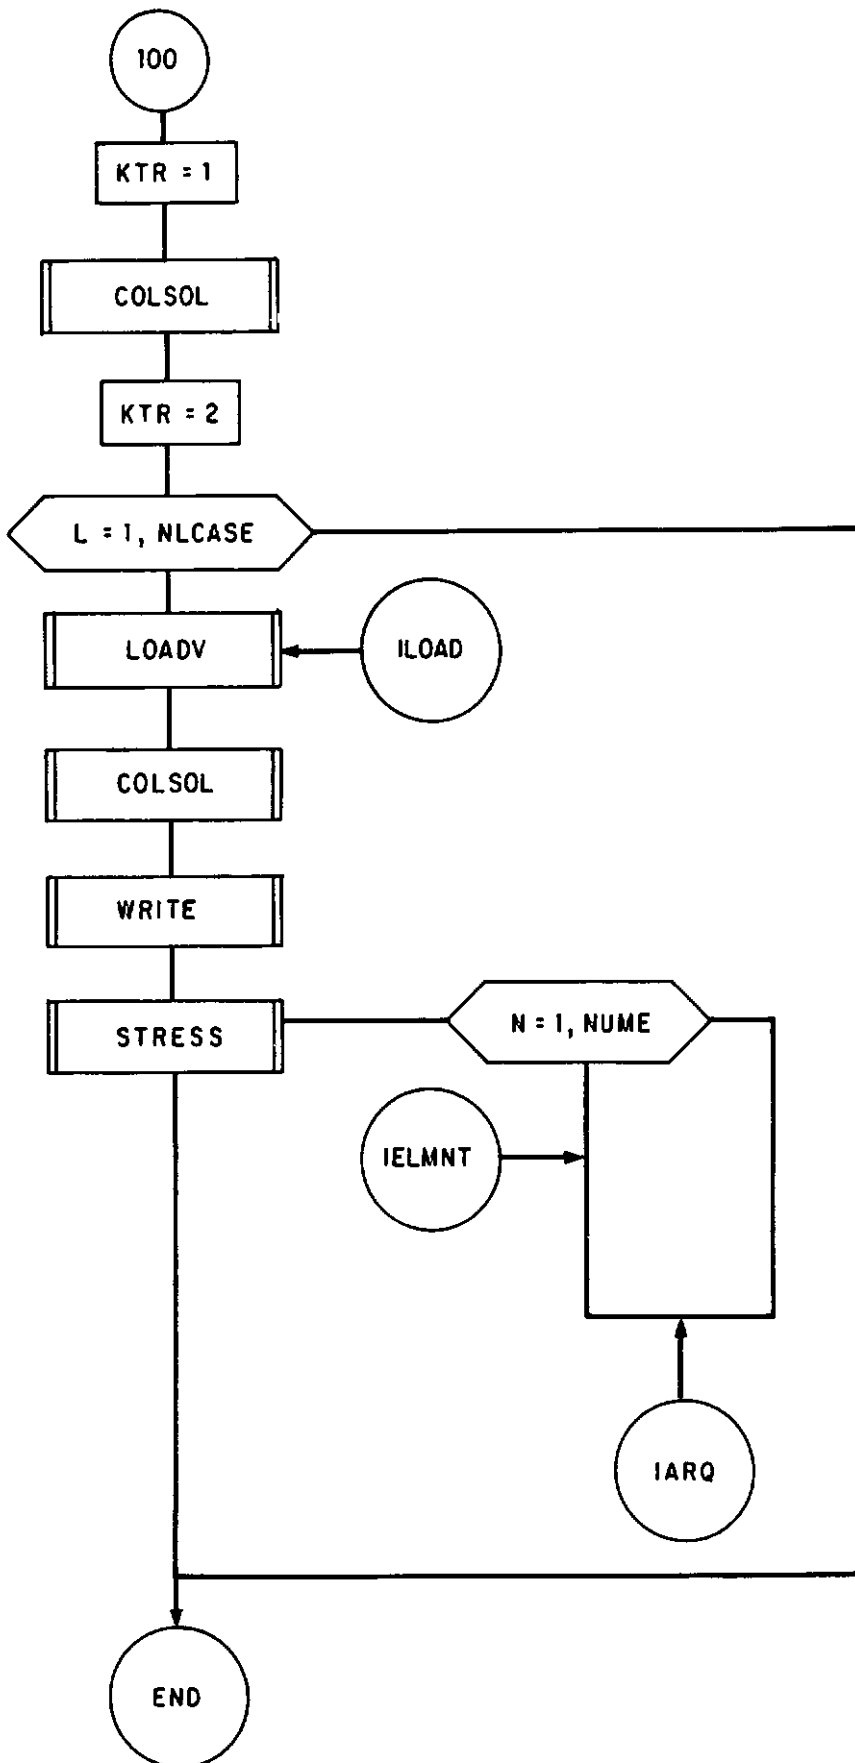 100
KTR = 1
COLSOL
KTR = 2
L = 1, NLCASE
LOADV
ILOAD
COLSOL
WRITE
STRESS
N = 1, NUME
IELMNT
IARQ
END